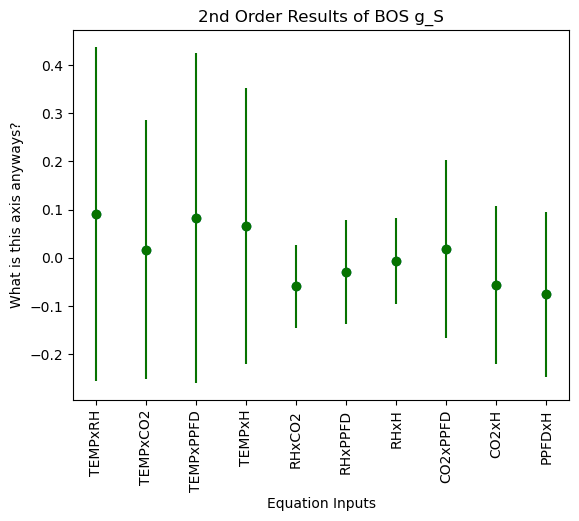 2nd Order Results of BOS g_S
What is this axis anyways?
0.4
0.3
0.2
0.1
0.0
−0.1
−0.2
TEMPxRH
TEMPxCO2
TEMPxPPFD
TEMPxH
RHxCO2
RHxPPFD
RHxH
CO2xPPFD
CO2xH
PPFDxH
Equation Inputs